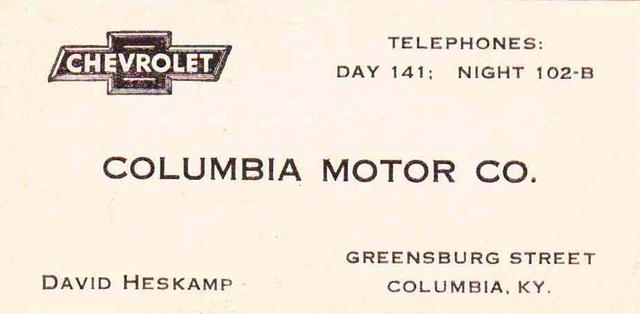 CHEVROLET
TELEPHONES:
DAY 141; NIGHT 102-B
COLUMBIA MOTOR CO.
DAVID HESKAMP
GREENSBURG STREET
COLUMBIA, KY.